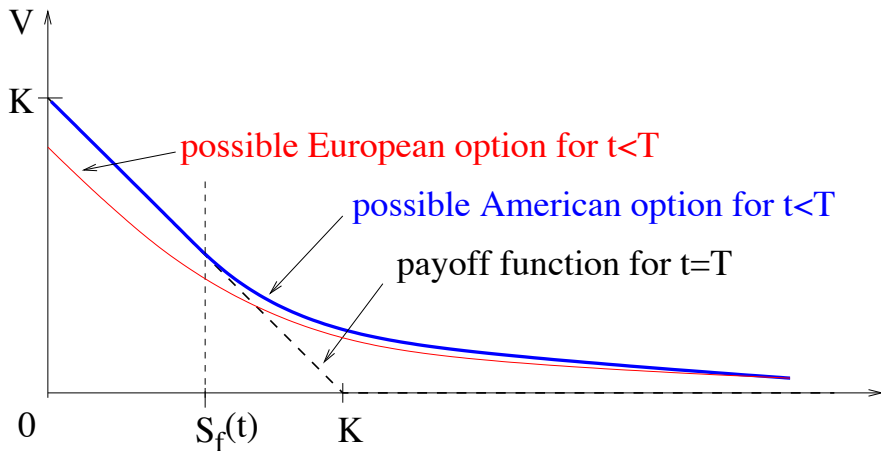 V
K
possible European option for t<T
possible American option for t<T
payoff function for t=T
0
S_f(t)
K